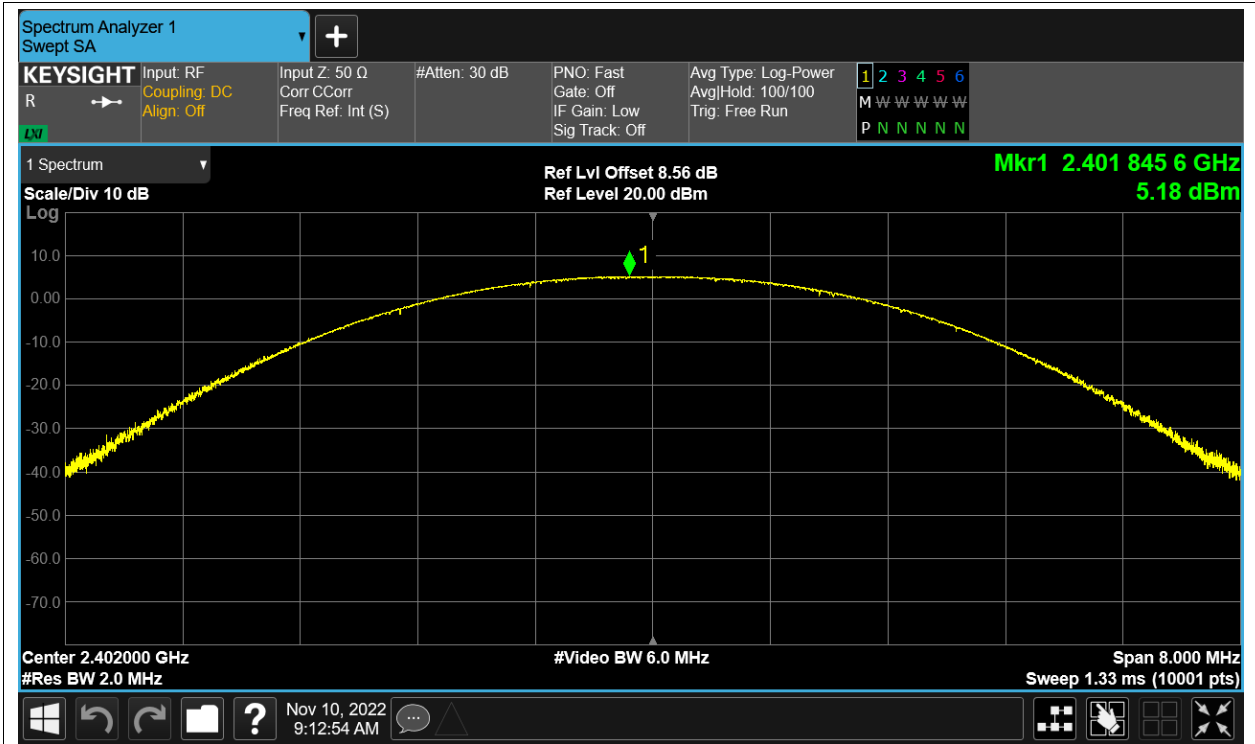 Spectrum Analyzer 1
Swept SA
KEYSIGHT
R
LXI
Input: RF
Coupling: DC
Align: Off
Input Z: 50 Ω
Corr CCorr
Freq Ref: Int (S)
#Atten: 30 dB
PNO: Fast
Gate: Off
IF Gain: Low
Sig Track: Off
Avg Type: Log-Power
Avg|Hold: 100/100
Trig: Free Run
1 2 3 4 5 6
M W W W W W
P N N N N N
1 Spectrum
Scale/Div 10 dB
Log
Ref Lvl Offset 8.56 dB
Ref Level 20.00 dBm
Mkr1 2.401 845 6 GHz
5.18 dBm
1
10.0
0.00
-10.0
-20.0
-30.0
-40.0
-50.0
-60.0
-70.0
Center 2.402000 GHz
#Res BW 2.0 MHz
#Video BW 6.0 MHz
Span 8.000 MHz
Sweep 1.33 ms (10001 pts)
?
Nov 10, 2022
9:12:54 AM